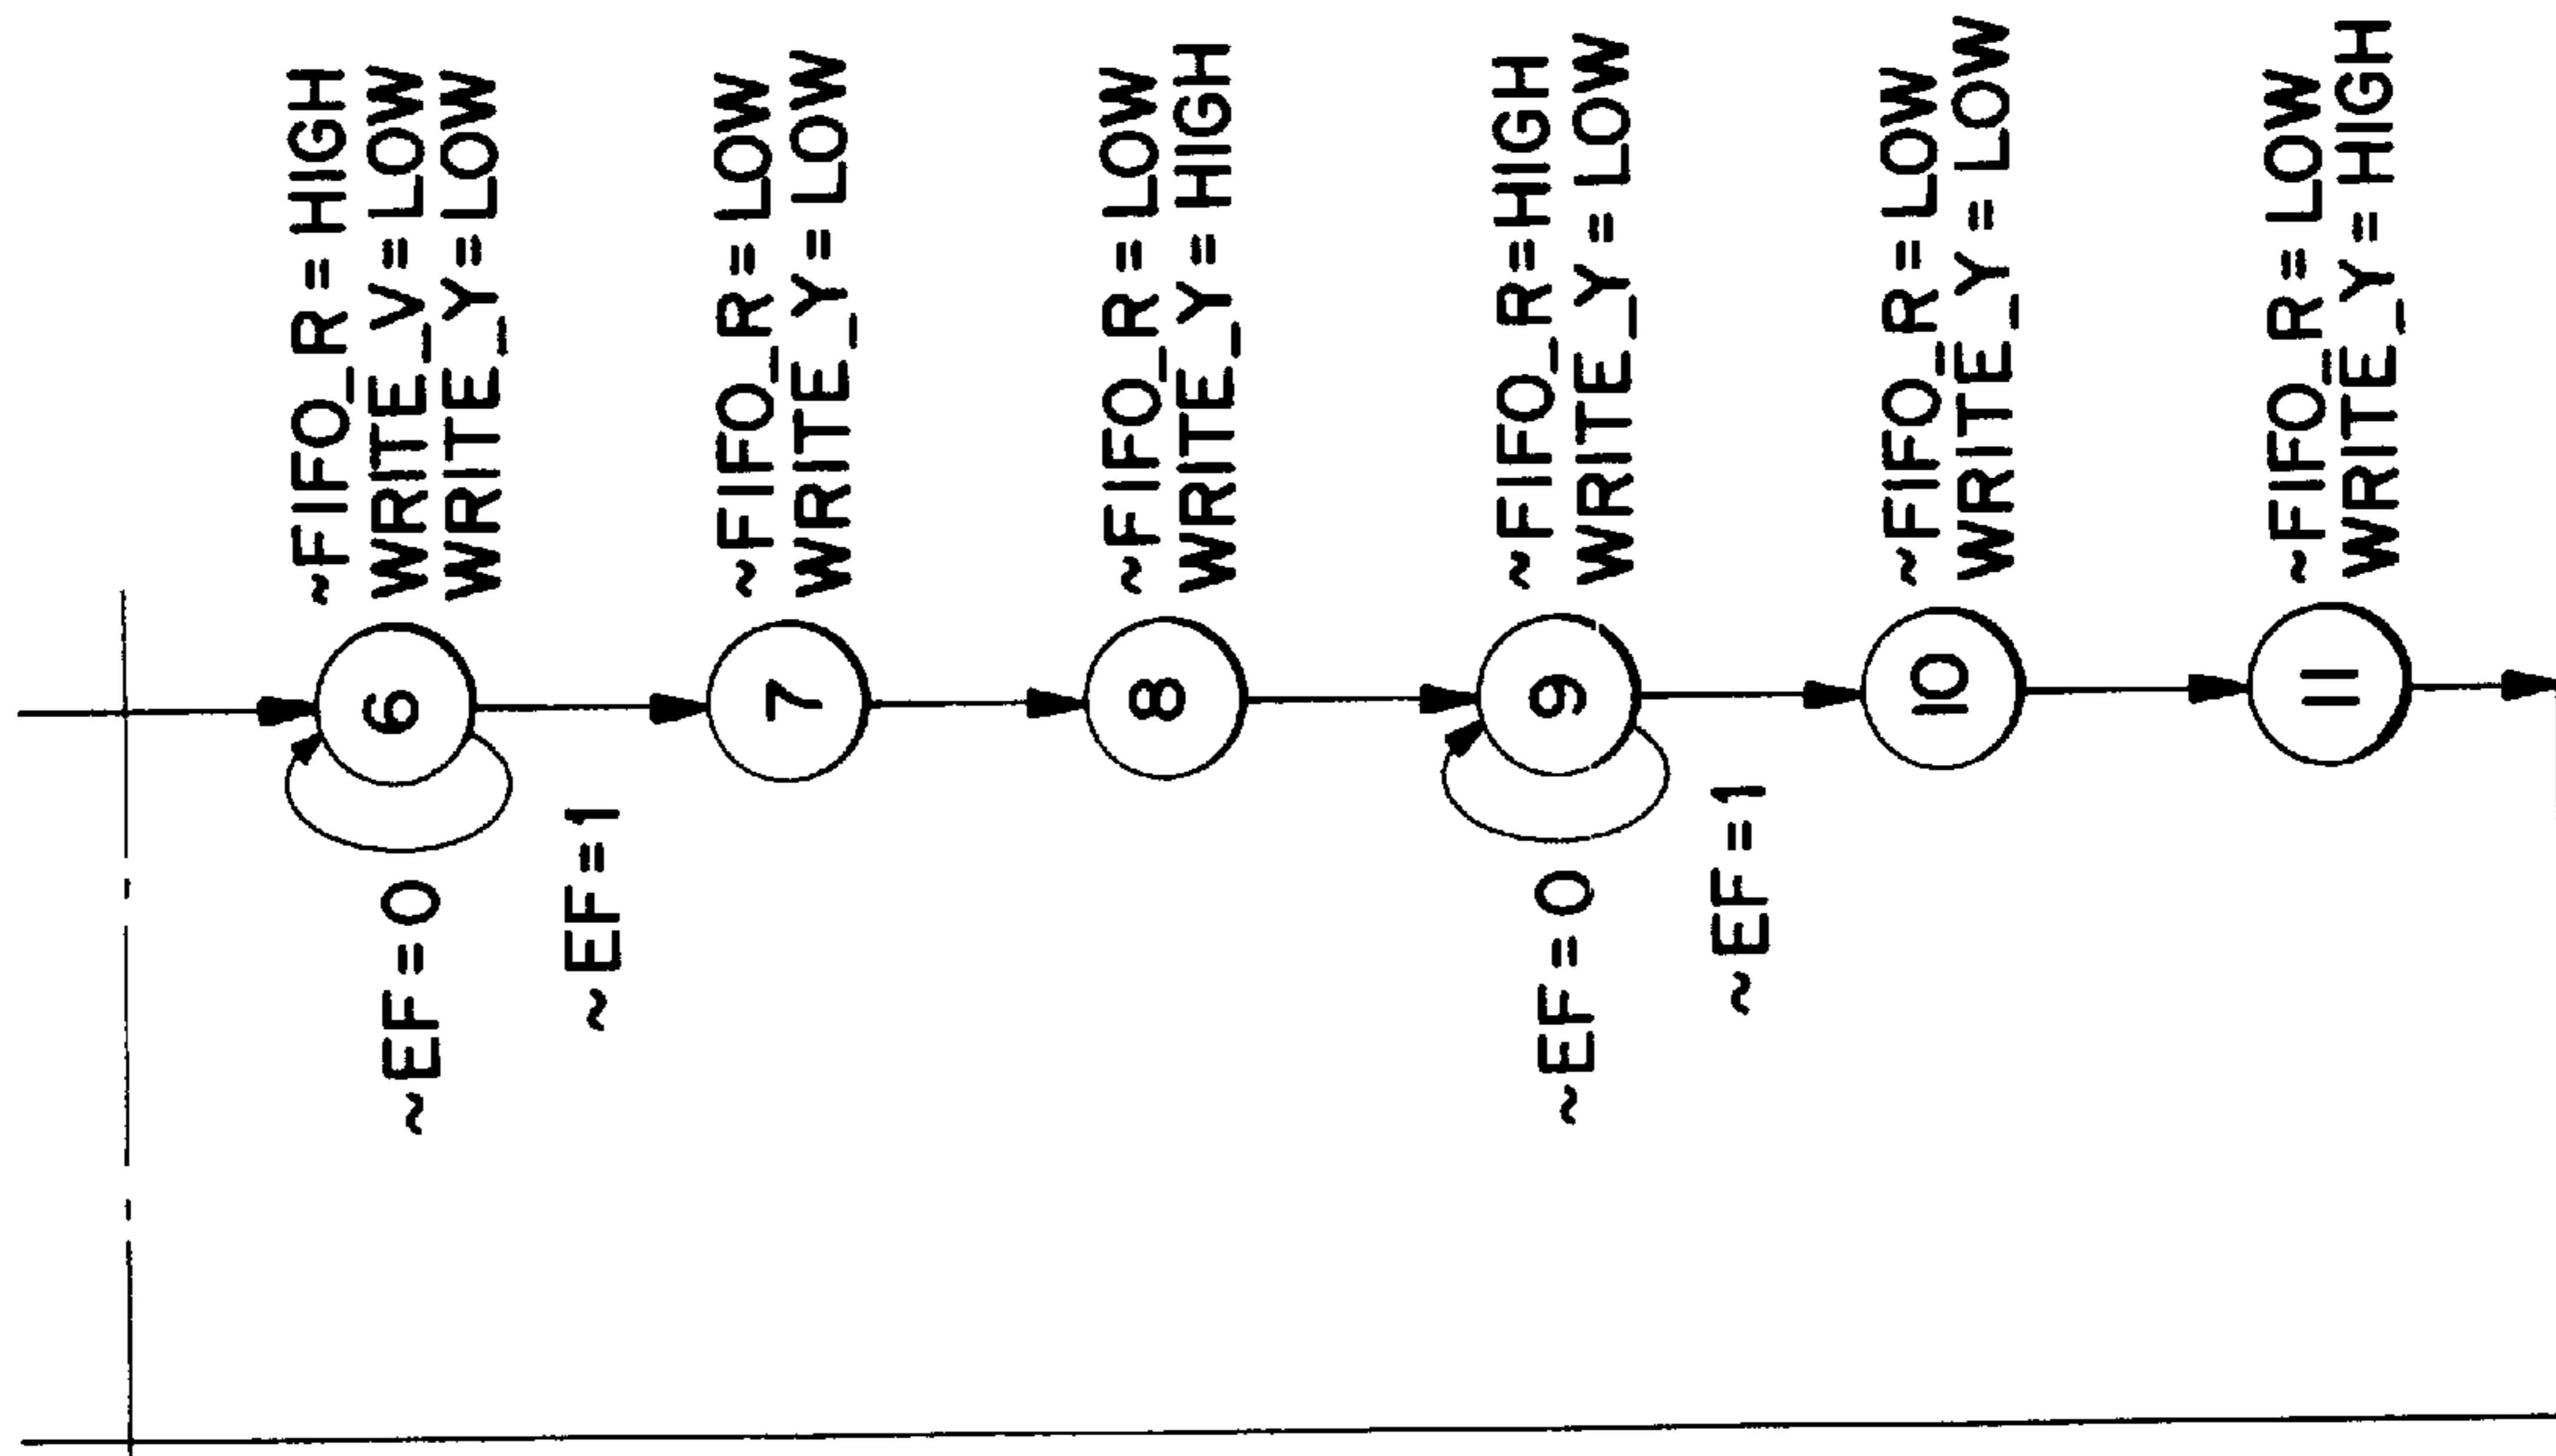 ~FIFO_R = HIGH
WRITE_V = LOW
WRITE_Y = LOW
6
~EF = 0
~EF = 1
~FIFO_R = LOW
WRITE_Y = LOW
7
~FIFO_R = LOW
WRITE_Y = HIGH
8
~FIFO_R = HIGH
WRITE_Y = LOW
9
~EF = 0
~EF = 1
~FIFO_R = LOW
WRITE_Y = LOW
10
~FIFO_R = LOW
WRITE_Y = HIGH
11